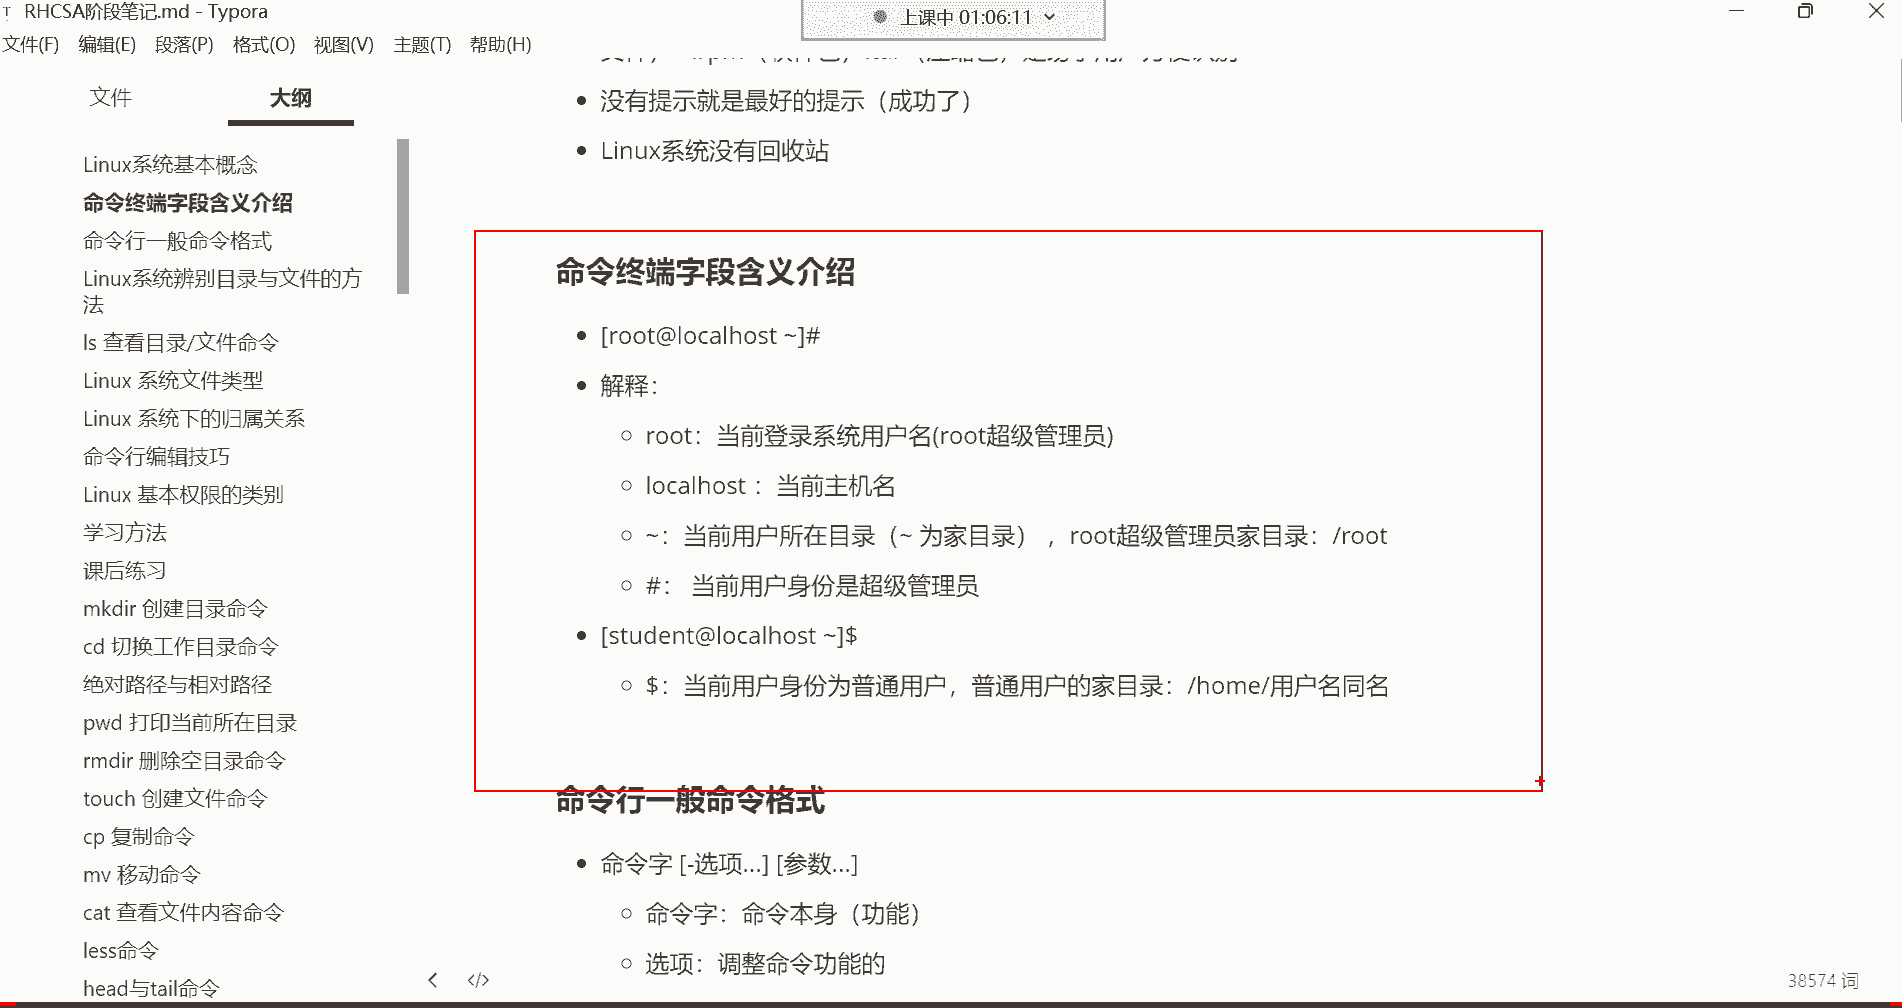 RHCSA阶段笔记.md - Typora
上课中 01:06:11
文件(F) 编辑(E) 段落(P) 格式(O) 视图(V) 主题(T) 帮助(H)
文件 大纲
Linux系统基本概念
命令终端字段含义介绍
命令行一般命令格式
Linux系统辨别目录与文件的方
法
ls 查看目录/文件命令
Linux 系统文件类型
Linux 系统下的归属关系
命令行编辑技巧
Linux 基本权限的类别
学习方法
课后练习
mkdir 创建目录命令
cd 切换工作目录命令
绝对路径与相对路径
pwd 打印当前所在目录
rmdir 删除空目录命令
touch 创建文件命令
cp 复制命令
mv 移动命令
cat 查看文件内容命令
less命令
head与tail命令
没有提示就是最好的提示（成功了）
Linux系统没有回收站
命令终端字段含义介绍
[root@localhost ~]#
解释：
root：当前登录系统用户名(root超级管理员)
localhost ：当前主机名
~：当前用户所在目录（~ 为家目录） ，root超级管理员家目录：/root
#： 当前用户身份是超级管理员
[student@localhost ~]$
$：当前用户身份为普通用户，普通用户的家目录：/home/用户名同名
命令行一般命令格式
命令字 [-选项...] [参数...]
命令字：命令本身（功能）
选项：调整命令功能的
38574 词